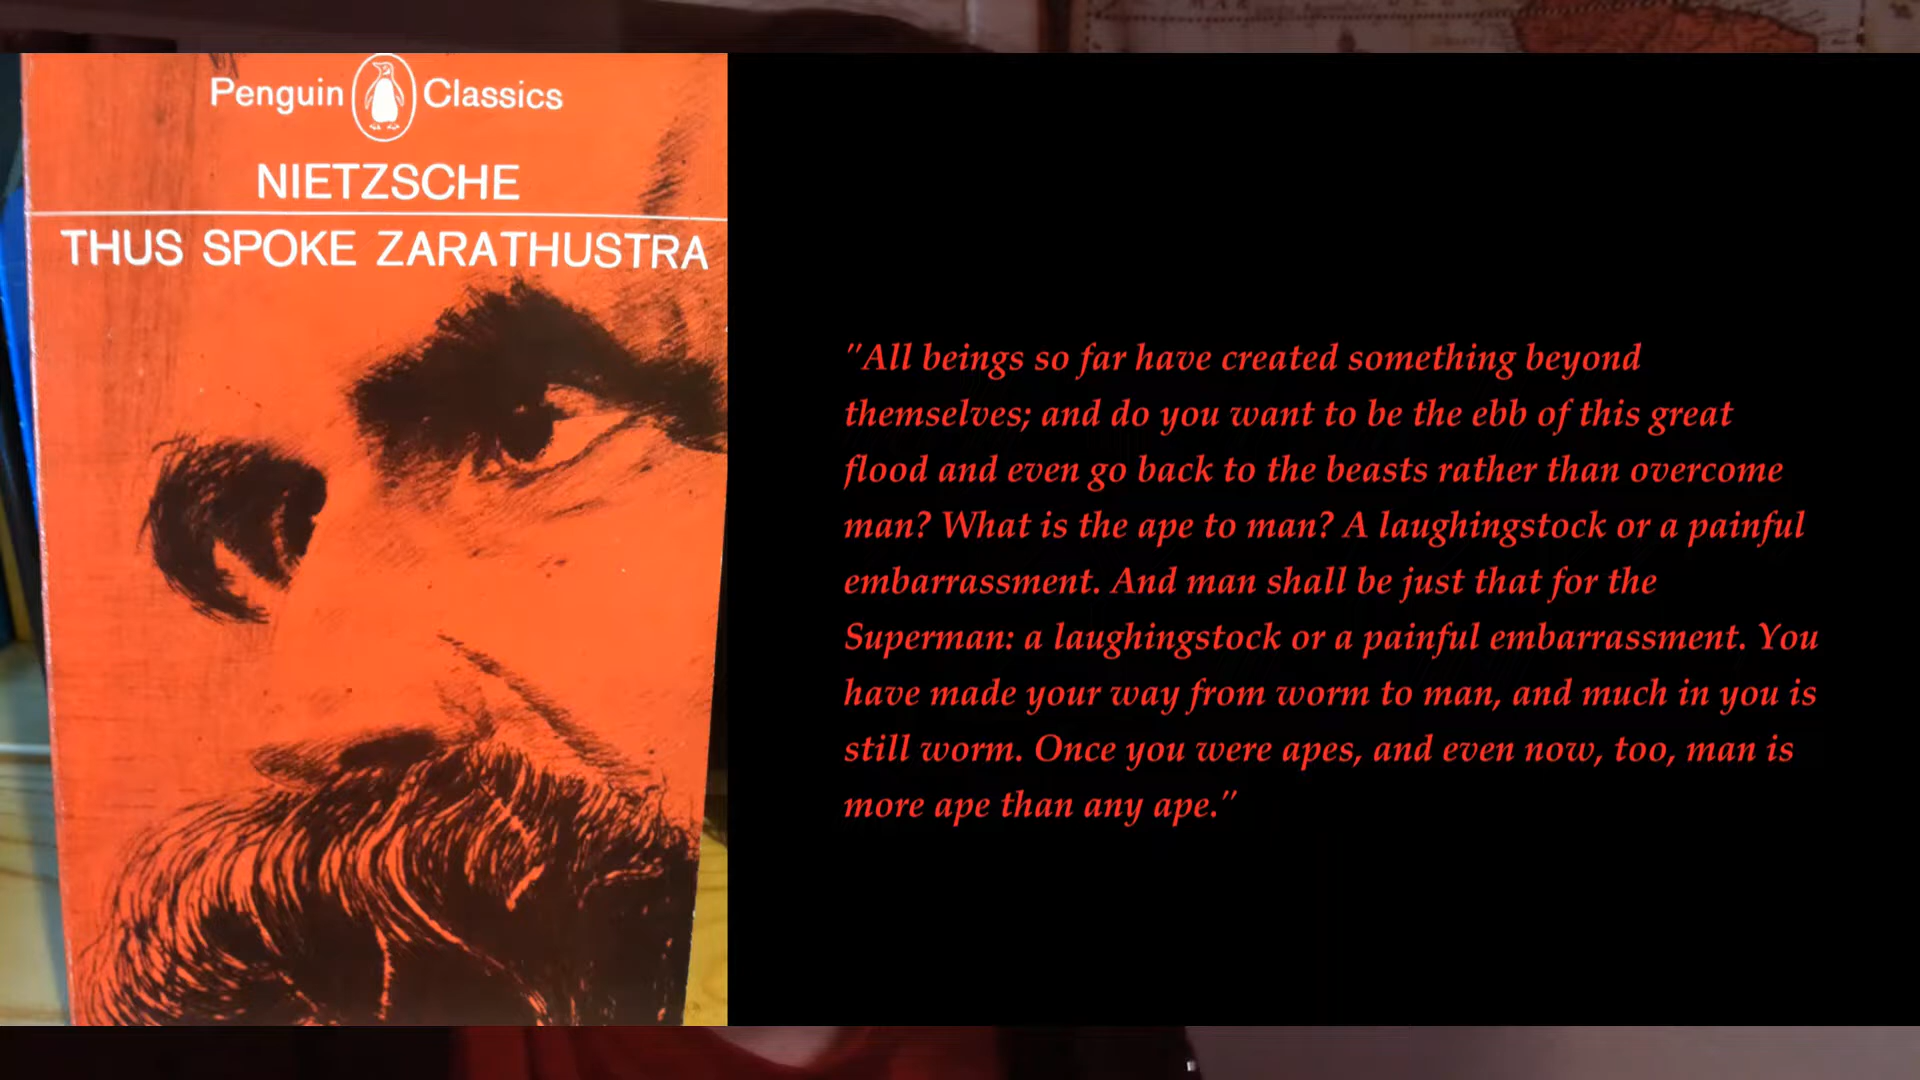 Penguin Classics
NIETZSCHE
THUS SPOKE ZARATHUSTRA
"All beings so far have created something beyond
themselves; and do you want to be the ebb of this great
flood and even go back to the beasts rather than overcome
man? What is the ape to man? A laughingstock or a painful
embarrassment. And man shall be just that for the
Superman: a laughingstock or a painful embarrassment. You
have made your way from worm to man, and much in you is
still worm. Once you were apes, and even now, too, man is
more ape than any ape."